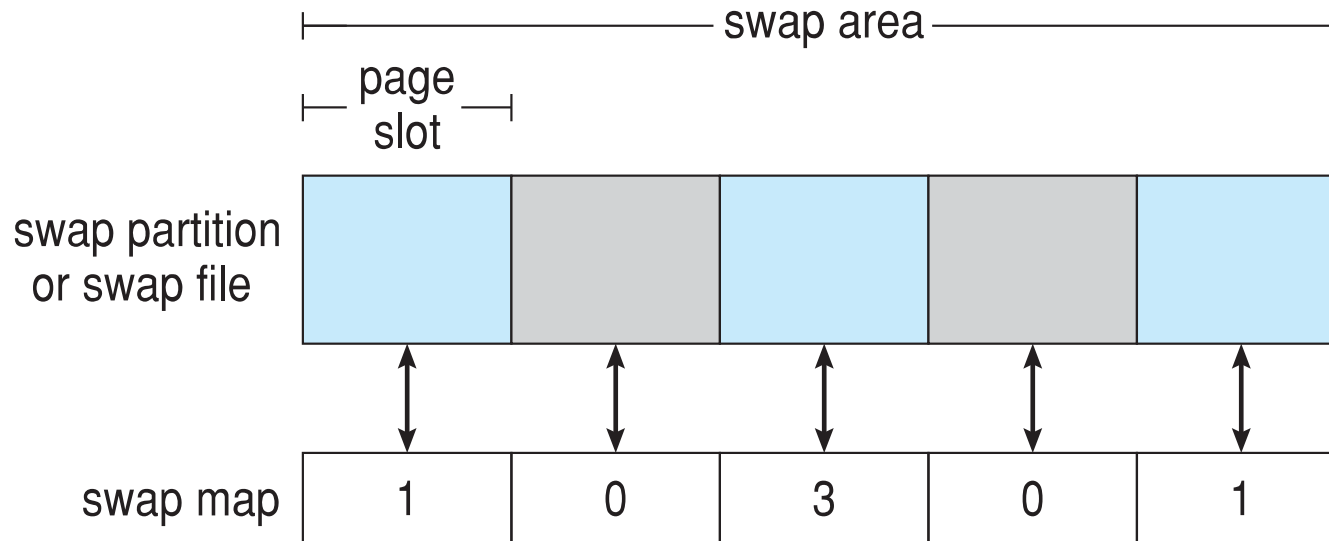 swap area
page
slot
swap partition
or swap file
swap map 1 0 3 0 1